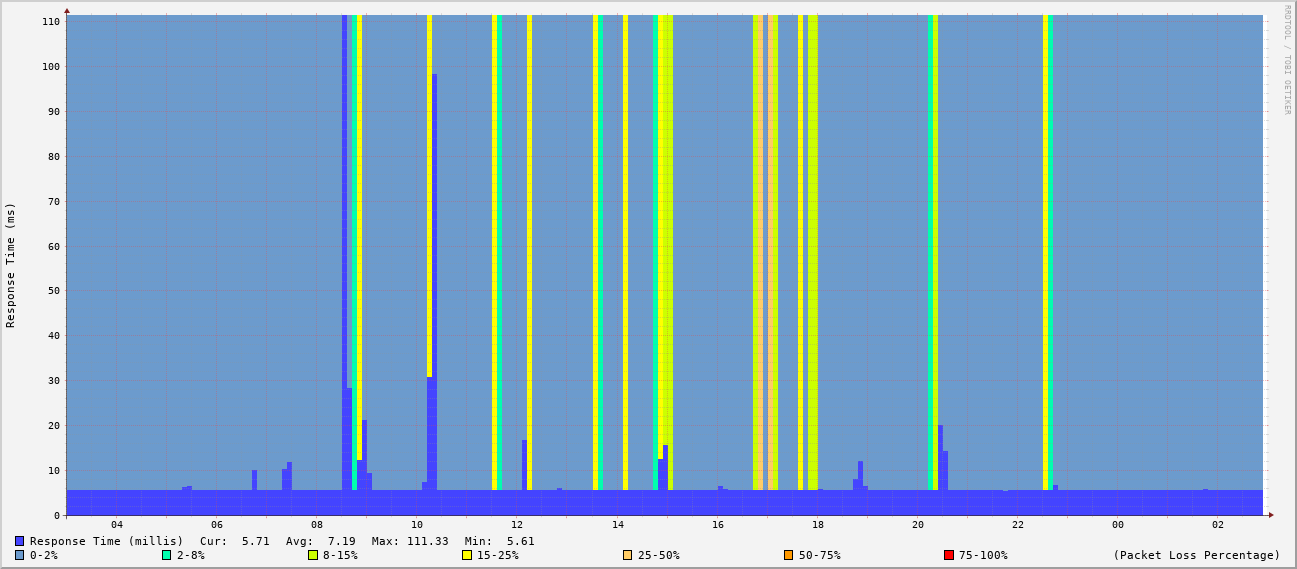 RRDTOOL / TOBI OETIKER
Response Time (ms)
110
100
90
80
70
60
50
40
30
20
10
0
04 06 08 10 12 14 16 18 20 22 00 02
Response Time (millis) Cur: 5.71 Avg: 7.19 Max: 111.33 Min: 5.61
0-2% 2-8% 8-15% 15-25% 25-50% 50-75% 75-100% (Packet Loss Percentage)